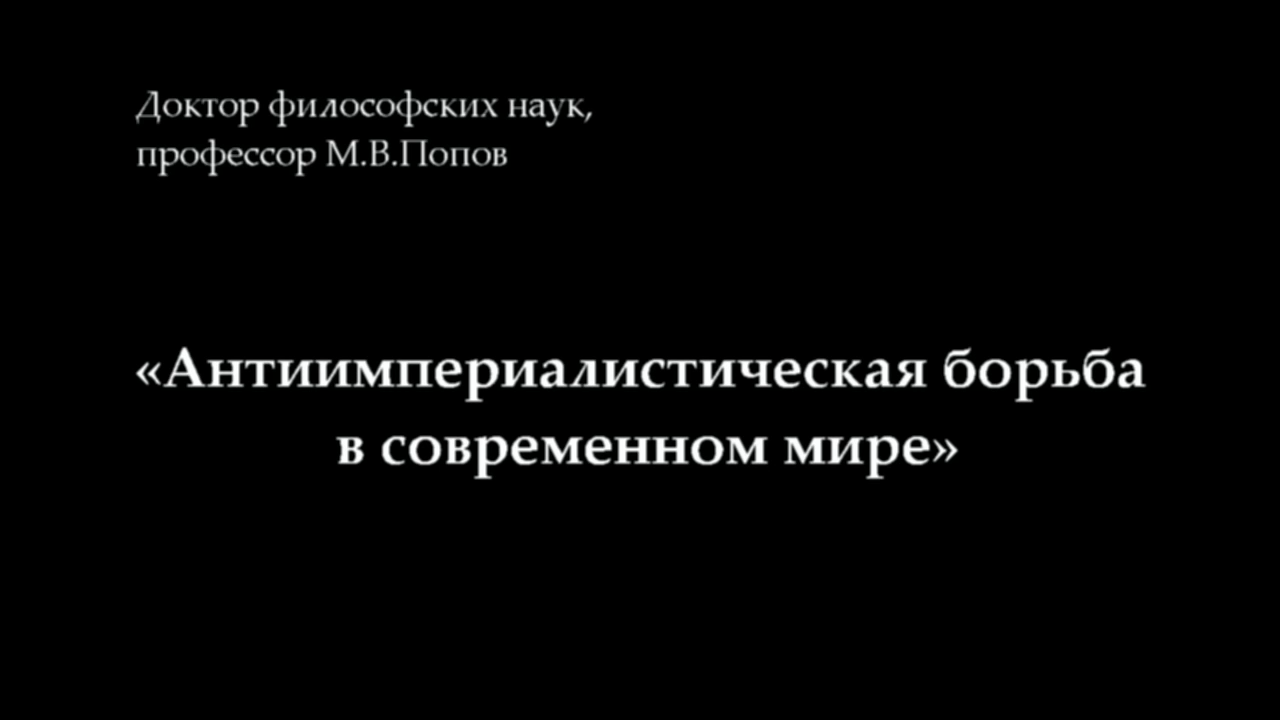 Доктор философских наук,
профессор М.В.Попов
«Антиимпериалистическая борьба
в современном мире»